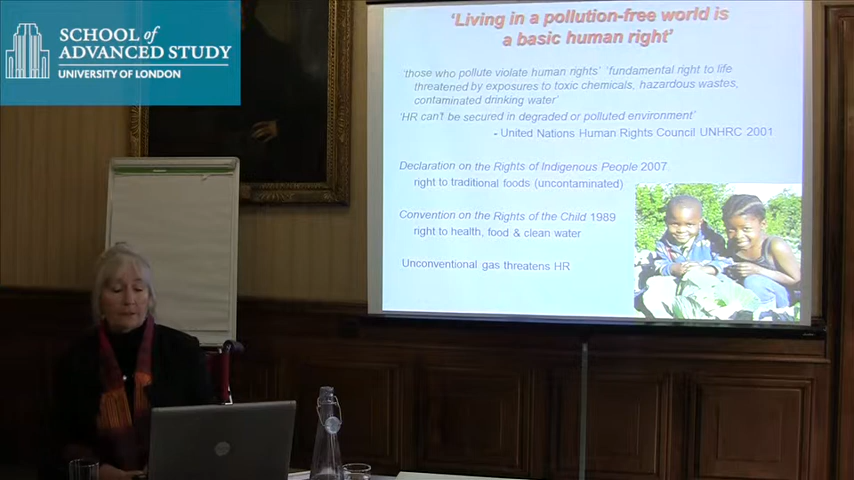 SCHOOL of
ADVANCED STUDY
UNIVERSITY OF LONDON
'Living in a pollution-free world is
a basic human right'
'those who pollute violate human rights' 'fundamental right to life
threatened by exposures to toxic chemicals, hazardous wastes,
contaminated drinking water'
'HR can't be secured in degraded or polluted environment'
- United Nations Human Rights Council UNHRC 2001
Declaration on the Rights of Indigenous People 2007.
right to traditional foods (uncontaminated)
Convention on the Rights of the Child 1989
right to health, food & clean water
Unconventional gas threatens HR